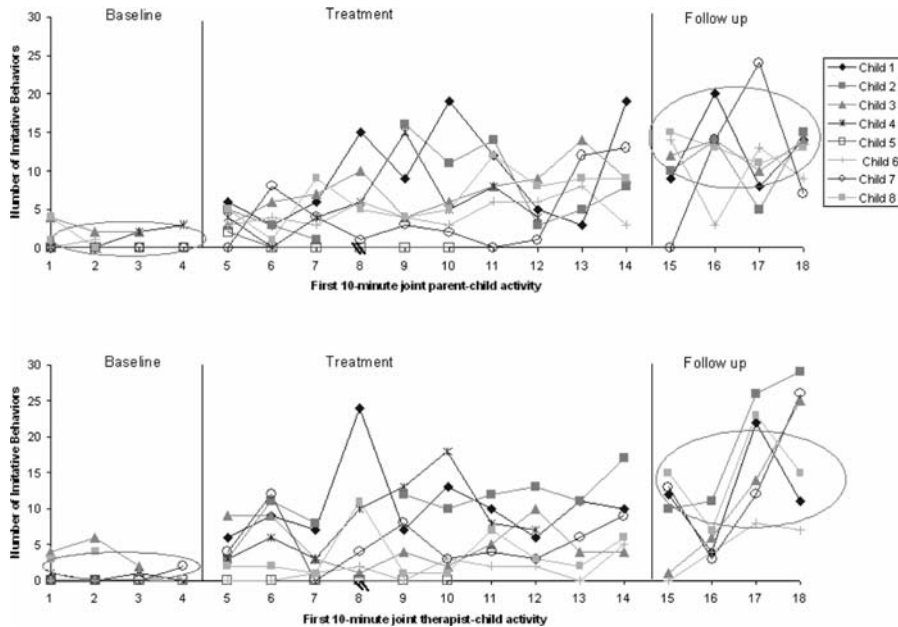 Baseline Treatment Follow up
30
25
20
15
10
5
0
Number of Imitative Behaviors
1 2 3 4 5 6 7 8 9 10 11 12 13 14 15 16 17 18
First 10-minute joint parent-child activity
Child 1
Child 2
Child 3
Child 4
Child 5
Child 6
Child 7
Child 8
Baseline Treatment Follow up
30
25
20
15
10
5
0
Number of Imitative Behaviors
1 2 3 4 5 6 7 8 9 10 11 12 13 14 15 16 17 18
First 10-minute joint therapist-child activity